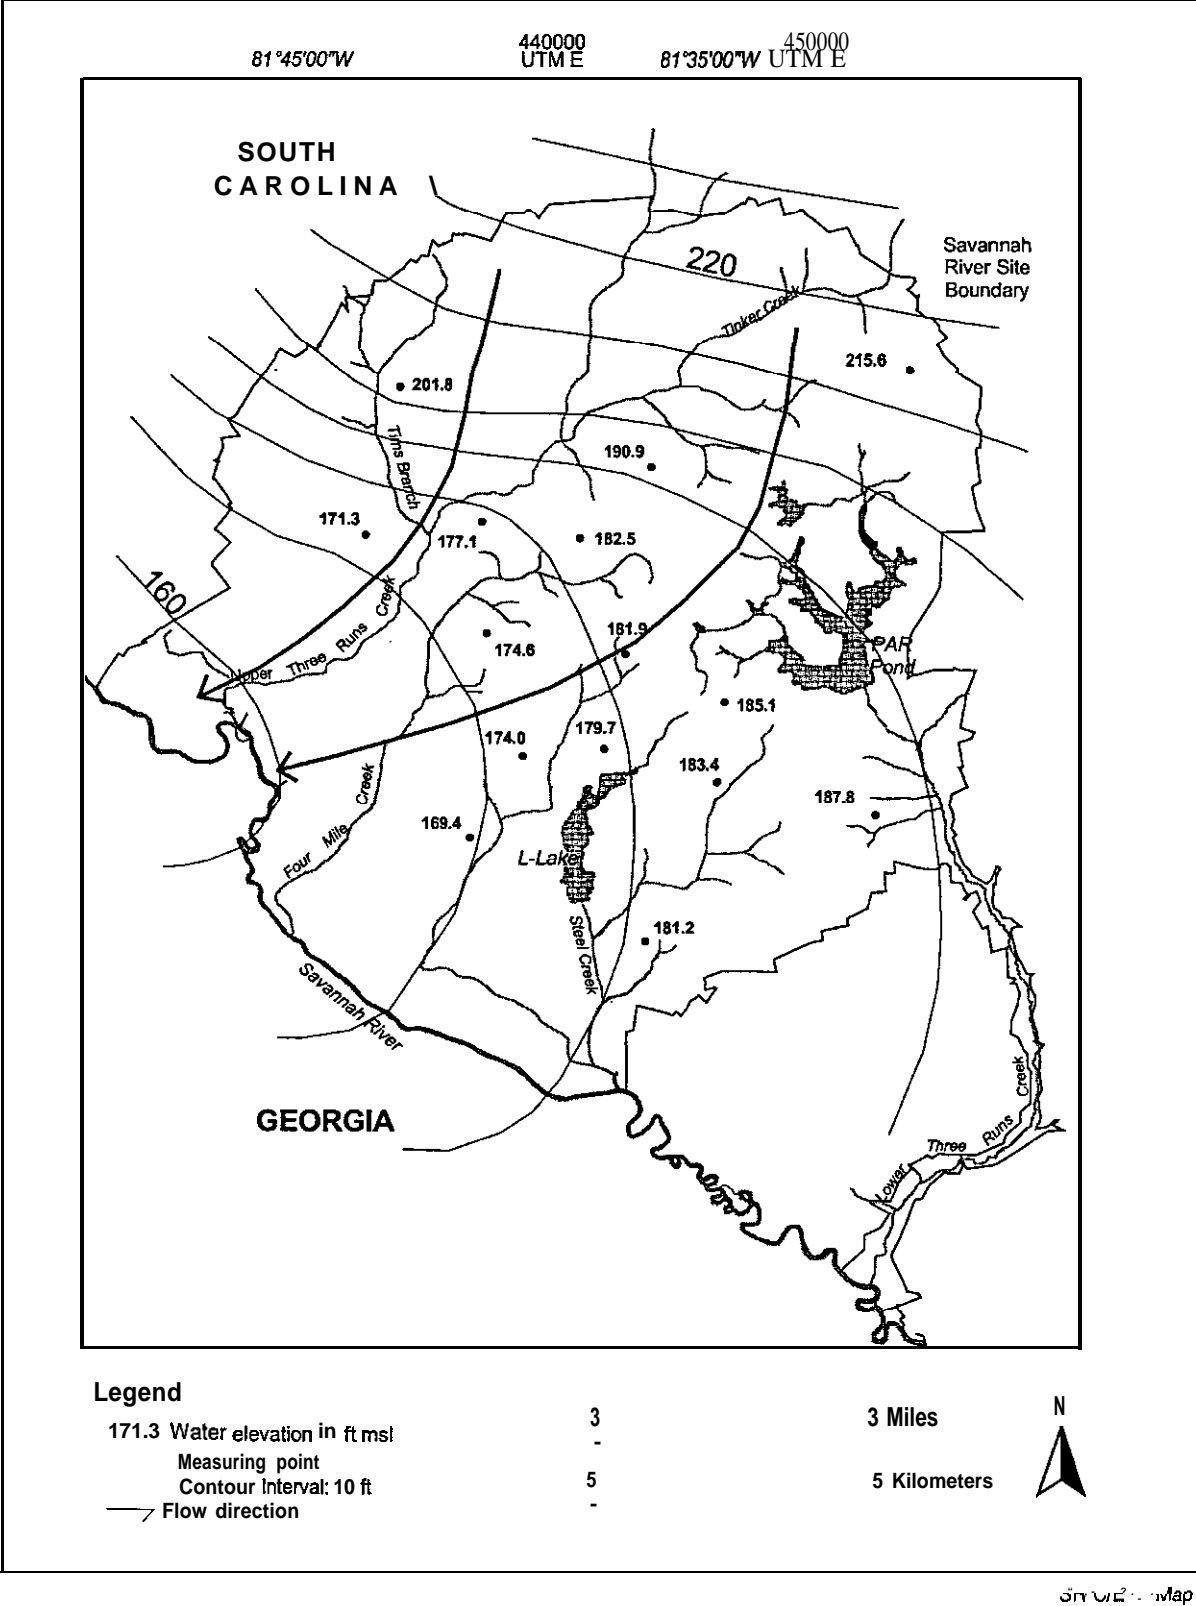 440000
450000
81°45'00"W
UTM E
81°35'00"W UTM E
SOUTH
CAROLINA
220
Savannah
River Site
Boundary
Tinker Creek
215.6
201.8
Tims Branch
190.9
171.3
177.1
182.5
160
Creek
Runs
Three
Upper
181.9
174.6
PAR
Pond
185.1
174.0
179.7
183.4
187.8
Creek
Mile
Four
169.4
L-Lake
Steel Creek
181.2
Savannah River
GEORGIA
Creek
Runs
Three
Lower
Legend
171.3 Water elevation in ft msl
Measuring point
Contour Interval: 10 ft
Flow direction
3
-
5
-
3 Miles
5 Kilometers
N
Map